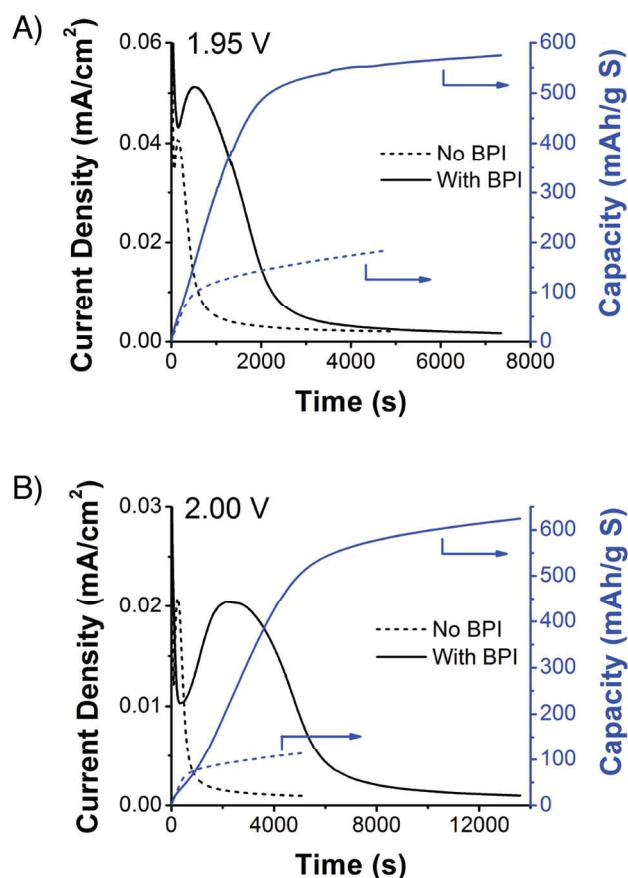 A)
1.95 V
0.06
0.04
0.02
0.00
Current Density (mA/cm²)
600
500
400
300
200
100
0
Capacity (mAh/g S)
No BPI
With BPI
0 2000 4000 6000 8000
Time (s)
B)
2.00 V
0.03
0.02
0.01
0.00
Current Density (mA/cm²)
600
500
400
300
200
100
0
Capacity (mAh/g S)
No BPI
With BPI
0 4000 8000 12000
Time (s)